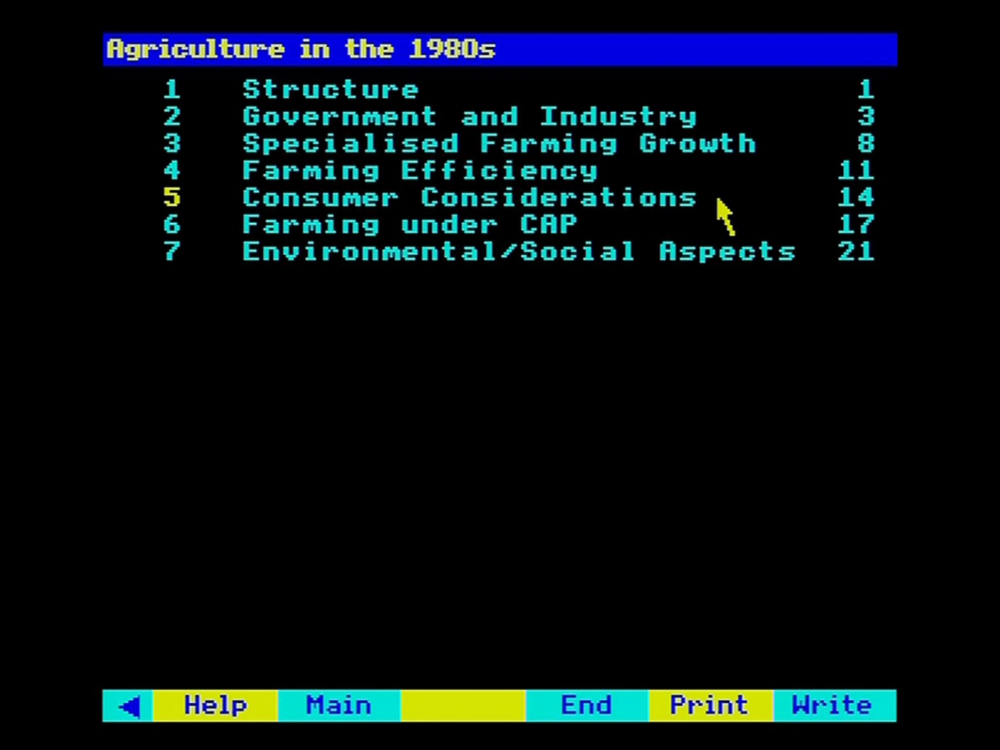 Agriculture in the 1980s
1 Structure 1
2 Government and Industry 3
3 Specialised Farming Growth 8
4 Farming Efficiency 11
5 Consumer Considerations 14
6 Farming under CAP 17
7 Environmental/Social Aspects 21
Help Main End Print Write